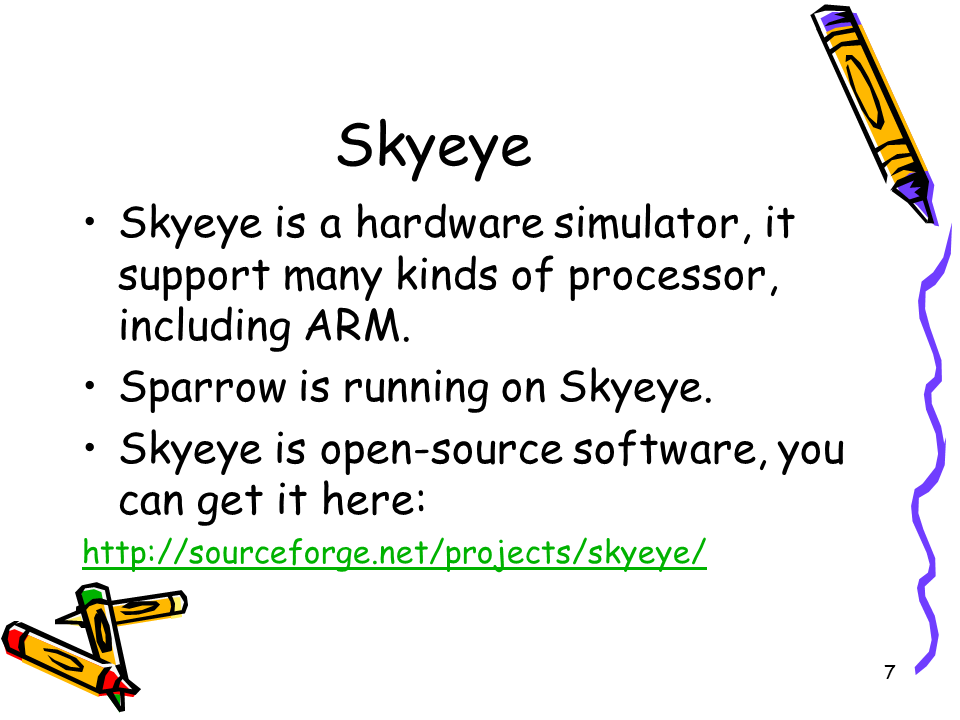 Skyeye
• Skyeye is a hardware simulator, it
support many kinds of processor,
including ARM.
• Sparrow is running on Skyeye.
• Skyeye is open-source software, you
can get it here:
http://sourceforge.net/projects/skyeye/
7